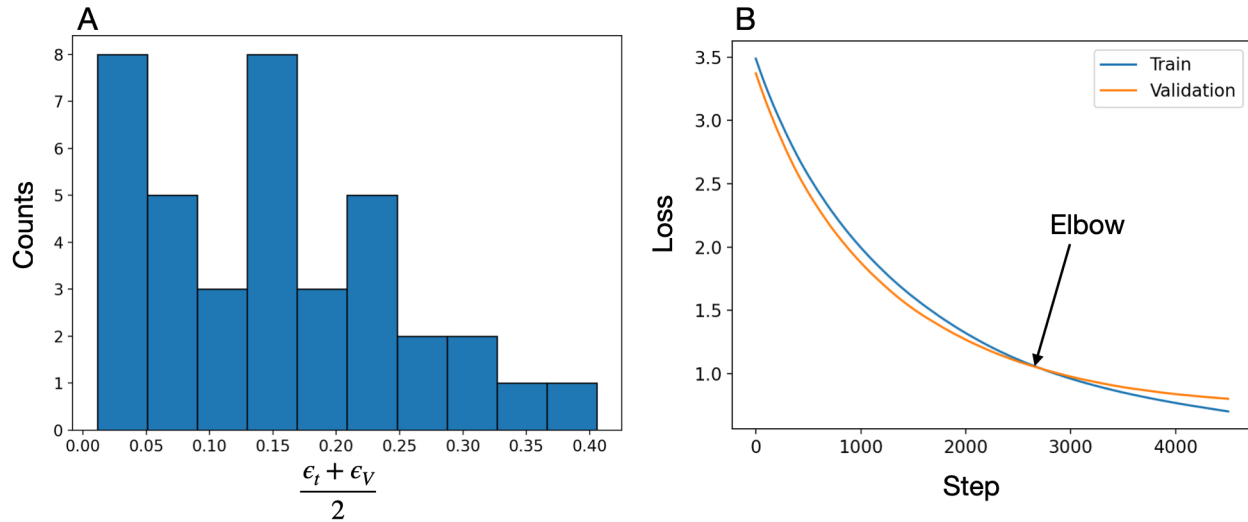 A
8
7
6
5
4
3
2
1
0
Counts
0.00 0.05 0.10 0.15 0.20 0.25 0.30 0.35 0.40
ϵt + ϵV
2
B
3.5
3.0
2.5
2.0
1.5
1.0
Loss
Train
Validation
Elbow
0 1000 2000 3000 4000
Step